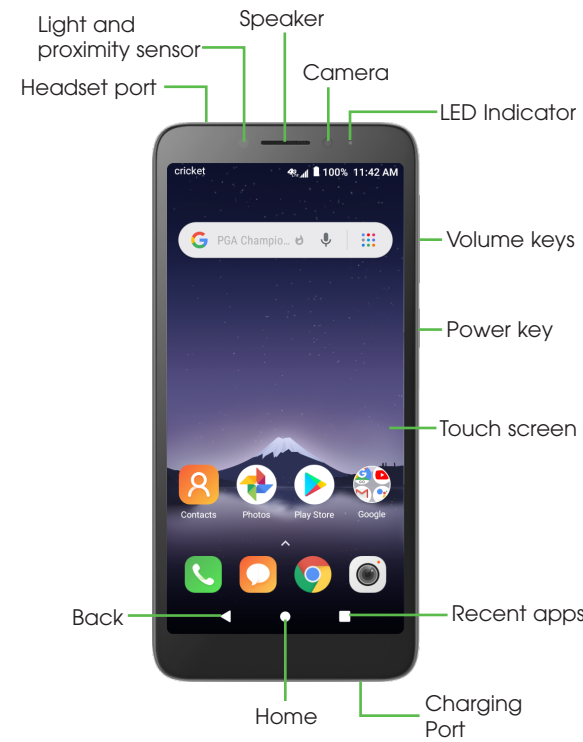 Light and
proximity sensor
Speaker
Headset port
Camera
LED Indicator
cricket
100% 11:42 AM
PGA Champio...
Volume keys
Power key
Touch screen
Contacts
Photos
Play Store
Google
Back
Recent apps
Home
Charging
Port